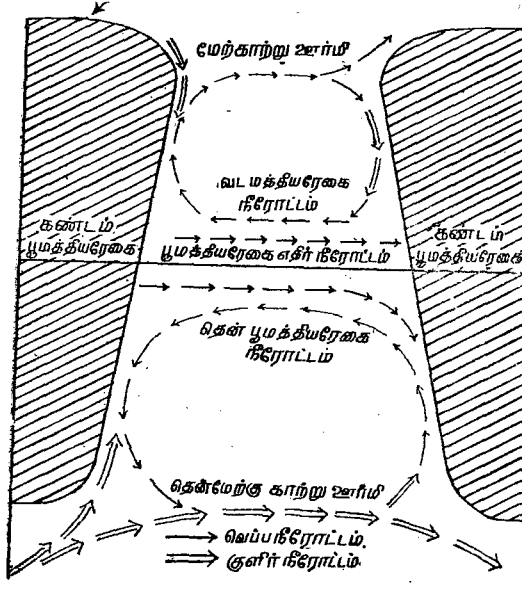 மேற்காற்று ஊர்மி
வட மத்தியரேகை
நீரோட்டம்
கண்டம்
பூமத்தியரேகை
பூமத்தியரேகை எதிர் நீரோட்டம்
கண்டம்
பூமத்தியரேகை
தென் பூமத்தியரேகை
நீரோட்டம்
தென்மேற்கு காற்று ஊர்மி
வெப்பநீரோட்டம்.
குளிர் நீரோட்டம்.